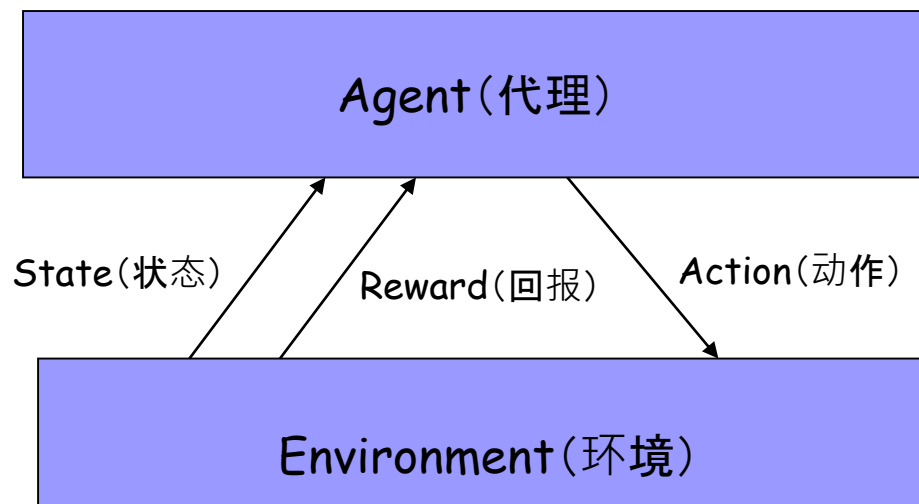 Agent(代理)
State(状态)
Reward(回报)
Action(动作)
Environment(环境)